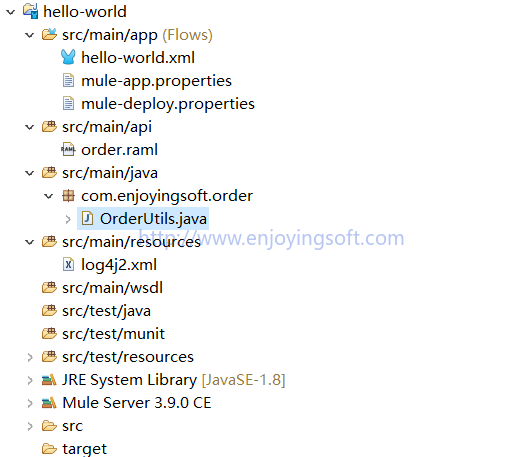 hello-world
src/main/app (Flows)
hello-world.xml
mule-app.properties
mule-deploy.properties
src/main/api
RAML order.raml
src/main/java
com.enjoyingsoft.order
J OrderUtils.java
http://www.enjoyingsoft.com
src/main/resources
X log4j2.xml
src/main/wsdl
src/test/java
src/test/munit
src/test/resources
JRE System Library [JavaSE-1.8]
Mule Server 3.9.0 CE
src
target